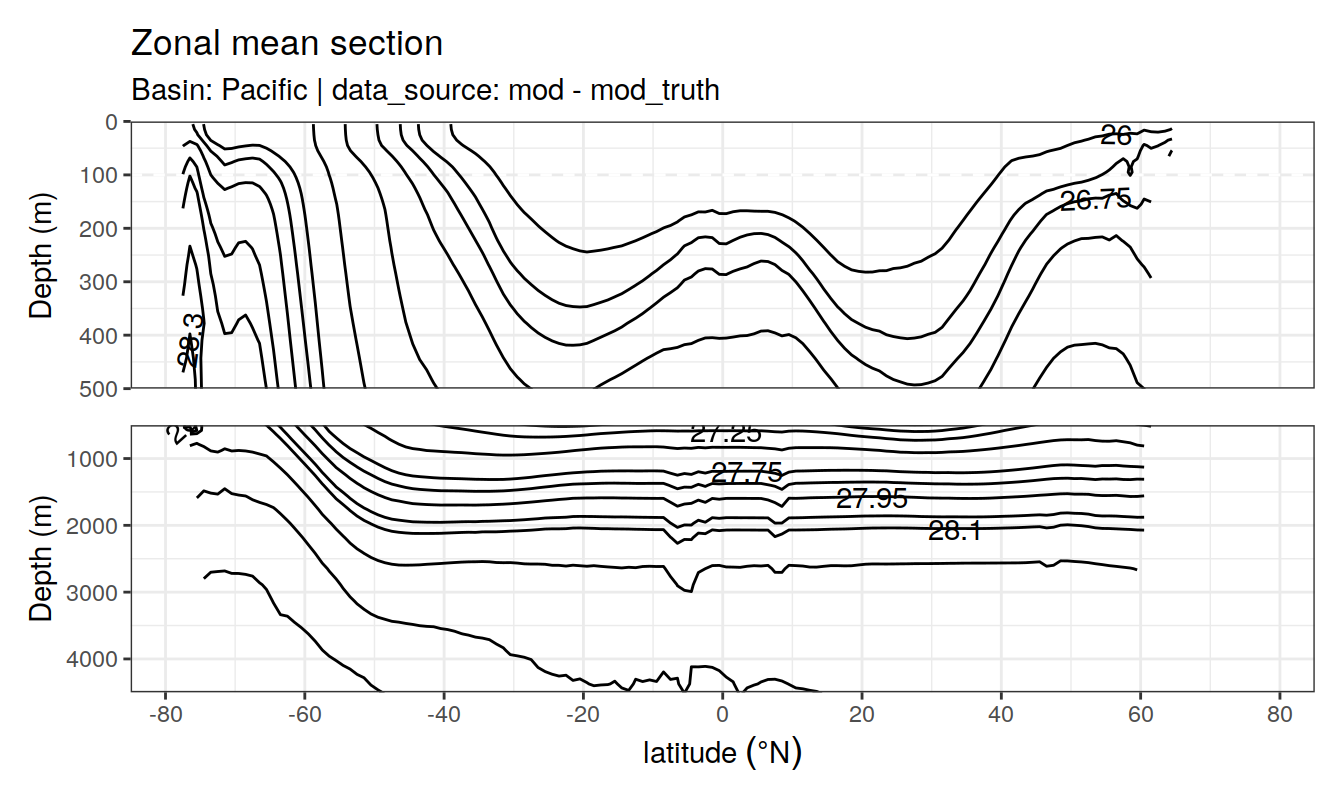 Zonal mean section
Basin: Pacific | data_source: mod - mod_truth
0
100
200
300
400
500
Depth (m)
26
26.75
28.3
1000
2000
3000
4000
Depth (m)
27.25
27.75
27.95
28.1
-80 -60 -40 -20 0 20 40 60 80
latitude (°N)